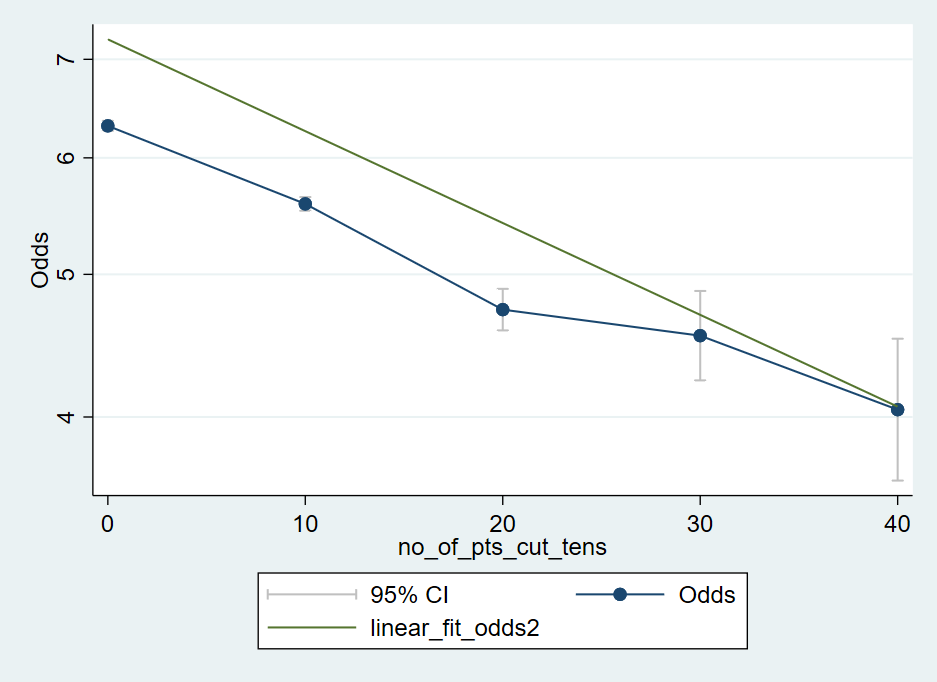 Odds
7
6
5
4
0 10 20 30 40
no_of_pts_cut_tens
95% CI Odds
linear_fit_odds2